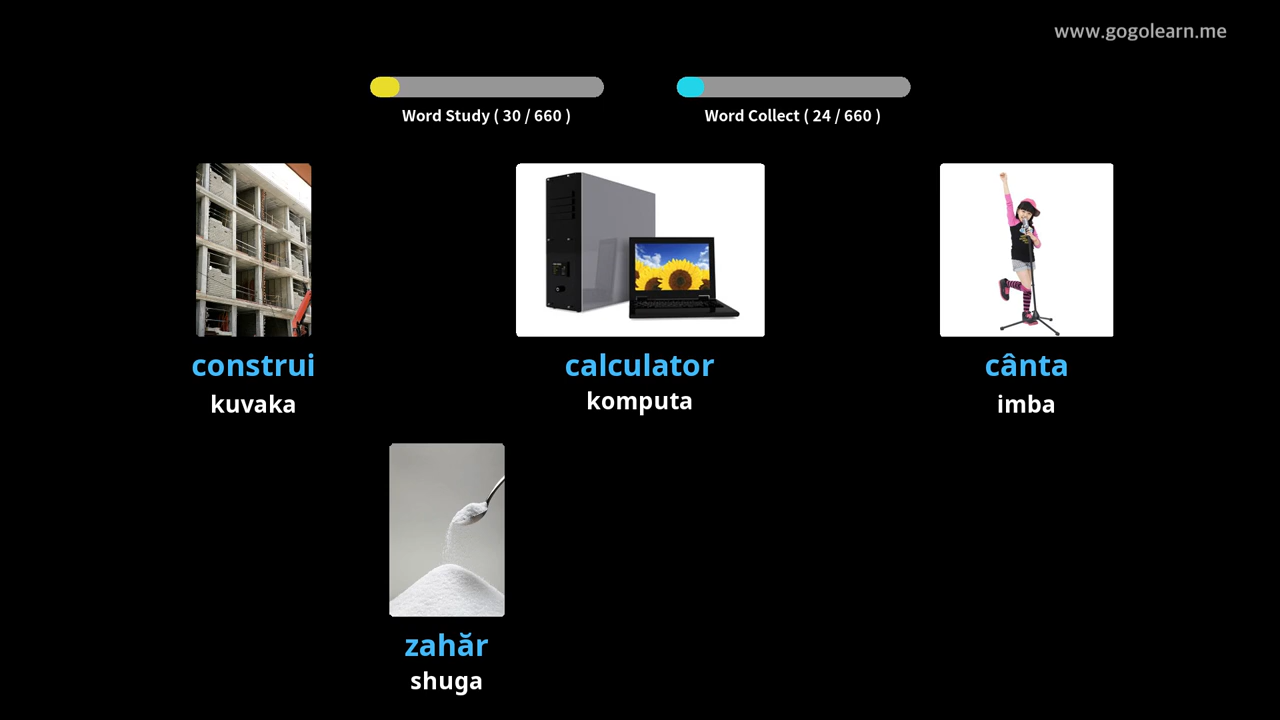 www.gogolearn.me
Word Study ( 30 / 660 )
Word Collect ( 24 / 660 )
construi
kuvaka
calculator
komputa
cânta
imba
zahăr
shuga